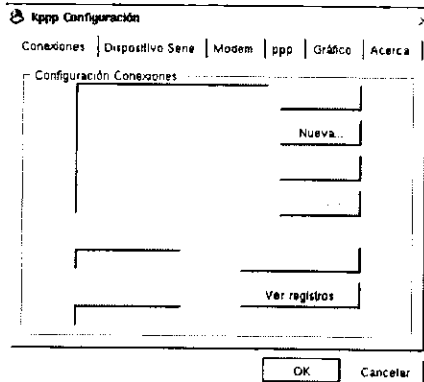 Kppp Configuración
Conexiones Dispositivo Serie Modem ppp Gráfico Acerca
Configuración Conexiones
Nueva...
Ver registros
OK Cancelar